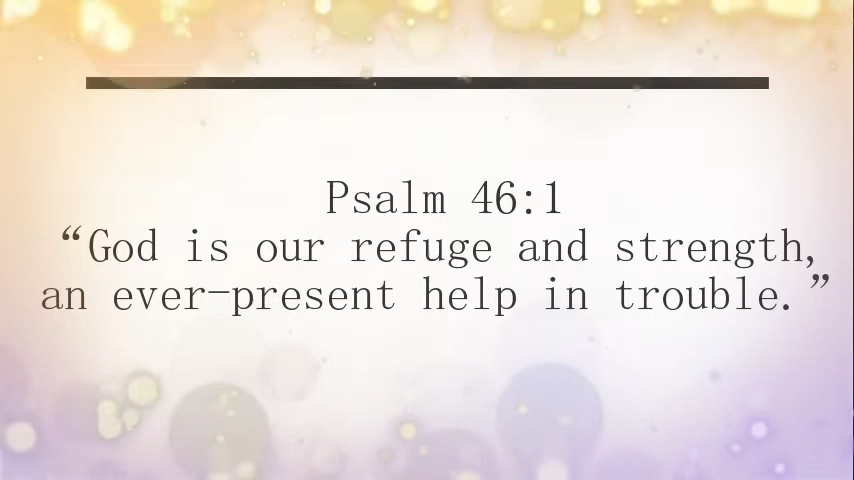 Psalm 46:1
“God is our refuge and strength,
an ever-present help in trouble.”